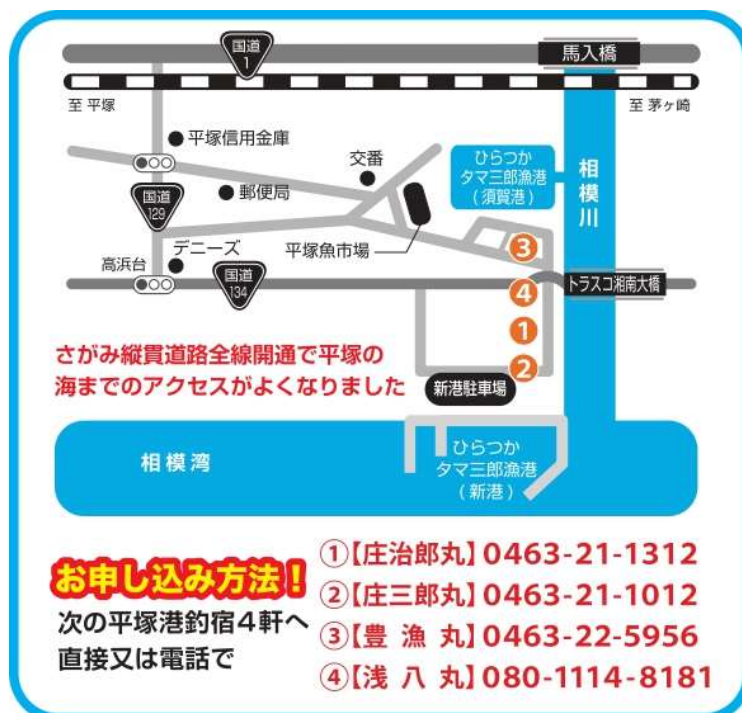 国道
1
馬入橋
至 平塚
至 茅ヶ崎
平塚信用金庫
交番
ひらつか
タマ三郎漁港
(須賀港)
相模川
国道
129
郵便局
平塚魚市場
3
デニーズ
高浜台
国道
134
4
トラスコ湘南大橋
1
さがみ縦貫道路全線開通で平塚の
海までのアクセスがよくなりました
2
新港駐車場
相模湾
ひらつか
タマ三郎漁港
(新港)
お申し込み方法!
次の平塚港釣宿4軒へ
直接又は電話で
①【庄治郎丸】0463-21-1312
②【庄三郎丸】0463-21-1012
③【豊漁丸】0463-22-5956
④【浅八丸】080-1114-8181